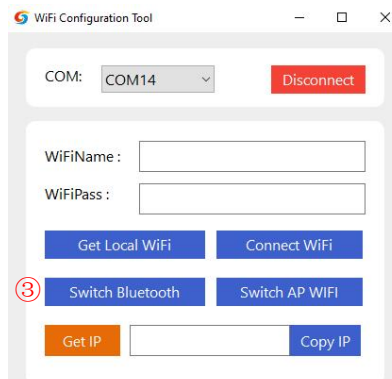 WiFi Configuration Tool
COM: COM14 Disconnect
WiFiName :
WiFiPass :
Get Local WiFi Connect WiFi
③ Switch Bluetooth Switch AP WIFI
Get IP Copy IP